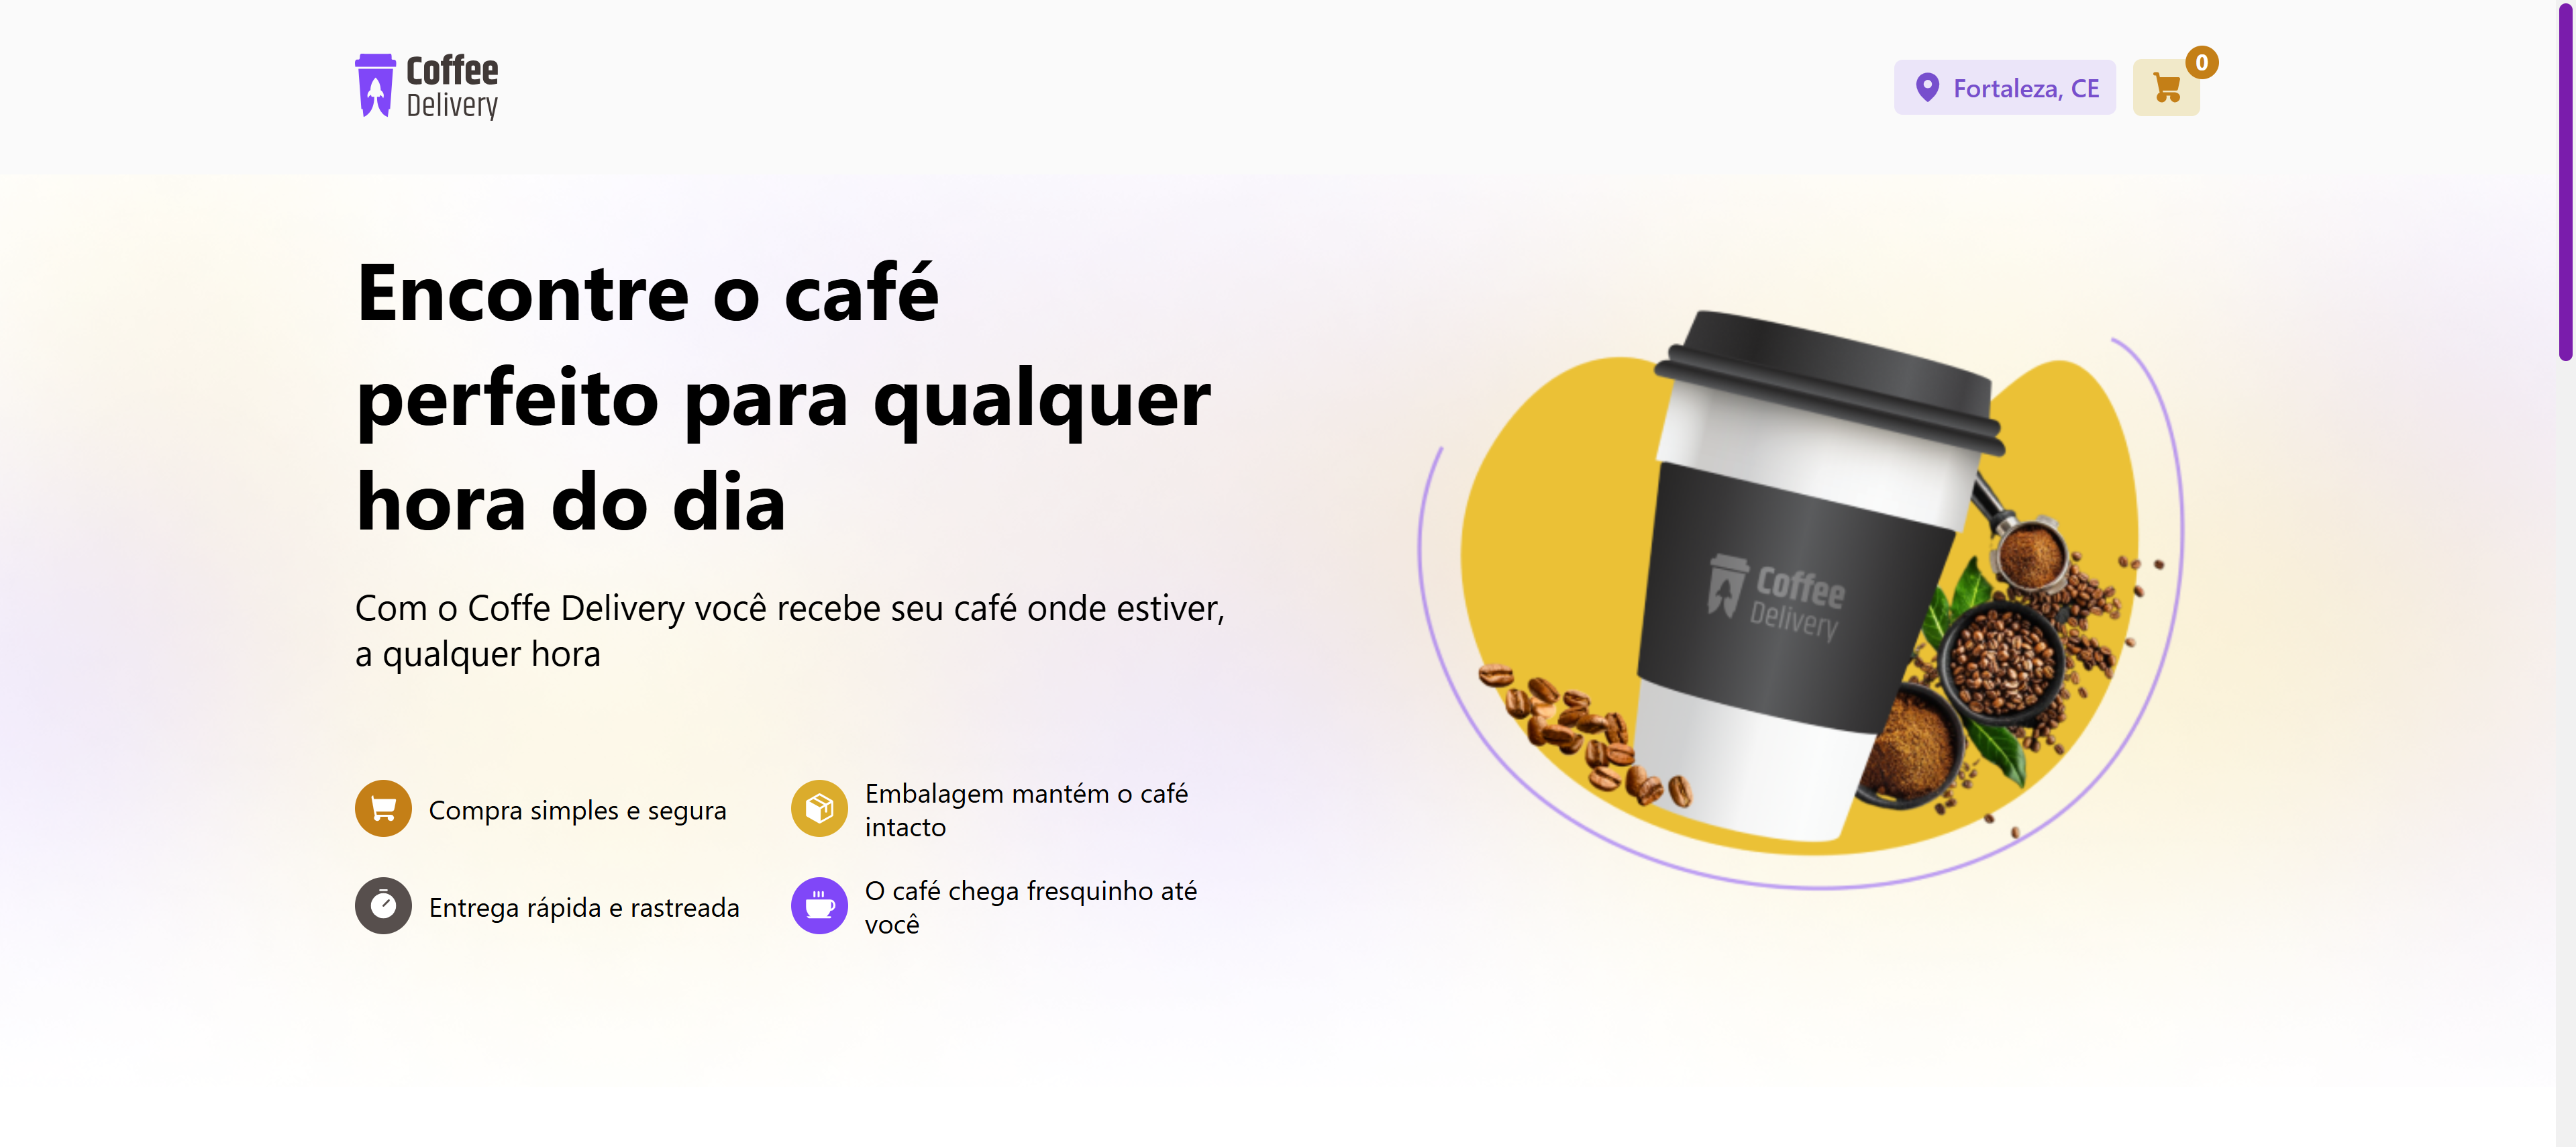 Coffee
Delivery
Fortaleza, CE
0
Encontre o café
perfeito para qualquer
hora do dia
Com o Coffe Delivery você recebe seu café onde estiver,
a qualquer hora
Coffee
Delivery
Compra simples e segura
Embalagem mantém o café
intacto
Entrega rápida e rastreada
O café chega fresquinho até
você